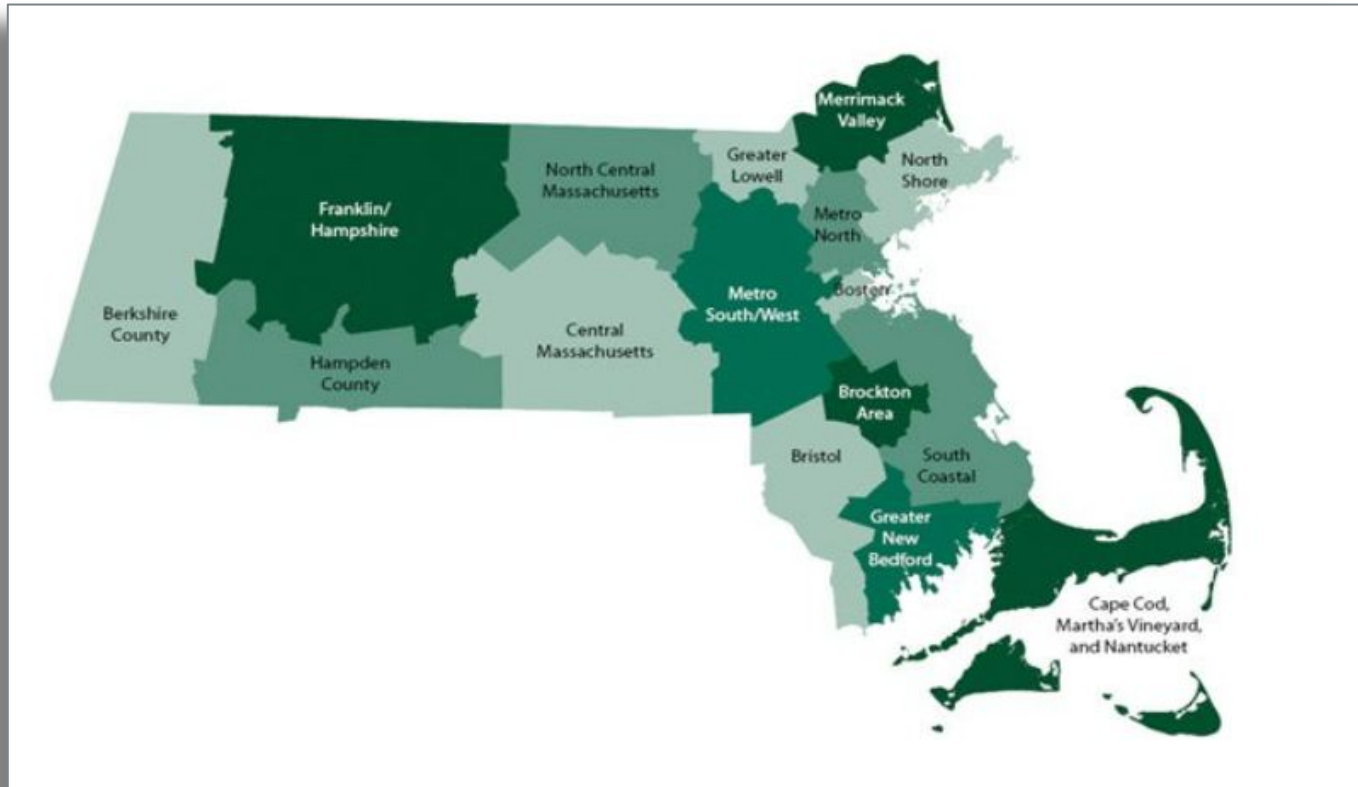 Merrimack
Valley
North
Shore
Greater
Lowell
North Central
Massachusetts
Metro
North
Franklin/
Hampshire
Boston
Metro
South/West
Berkshire
County
Central
Massachusetts
Hampden
County
Brockton
Area
Bristol
South
Coastal
Greater
New
Bedford
Cape Cod,
Martha's Vineyard,
and Nantucket